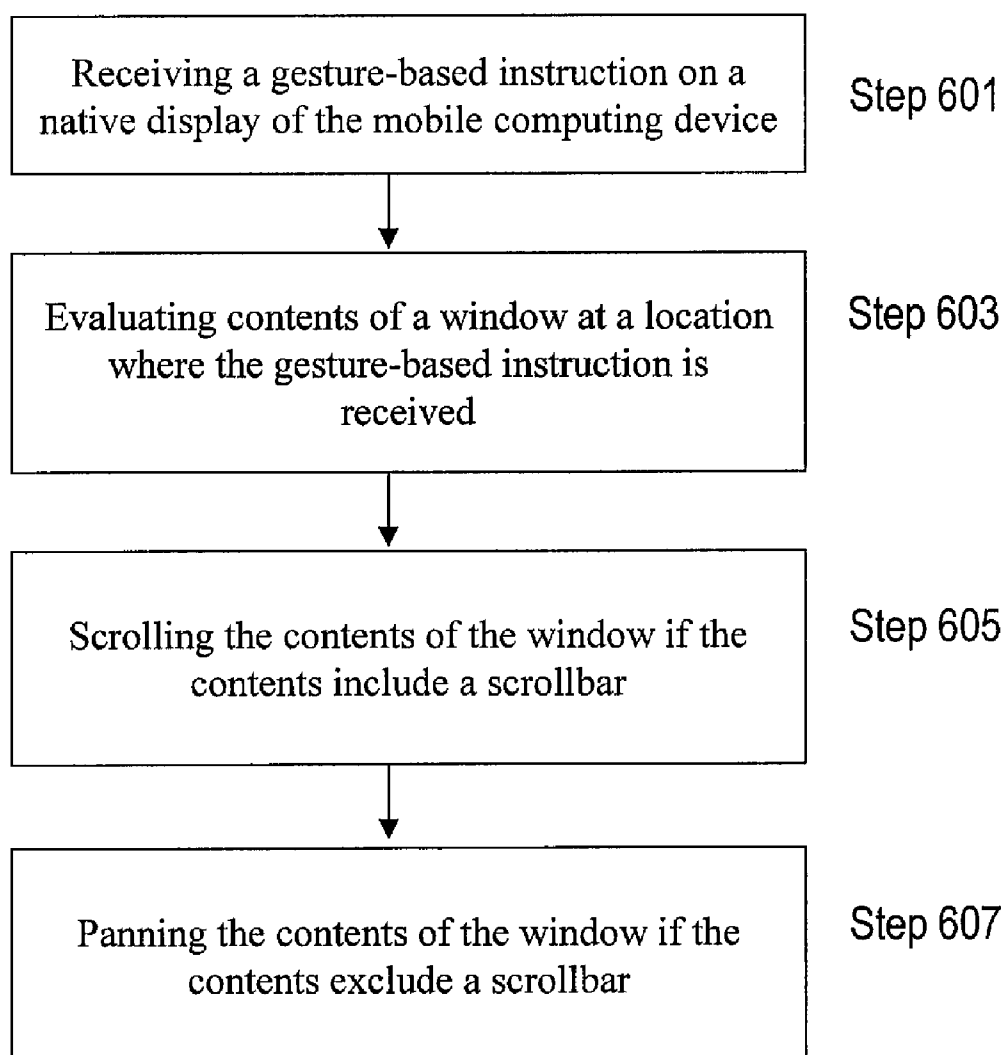 Receiving a gesture-based instruction on a
native display of the mobile computing device
Step 601
Evaluating contents of a window at a location
where the gesture-based instruction is
received
Step 603
Scrolling the contents of the window if the
contents include a scrollbar
Step 605
Panning the contents of the window if the
contents exclude a scrollbar
Step 607